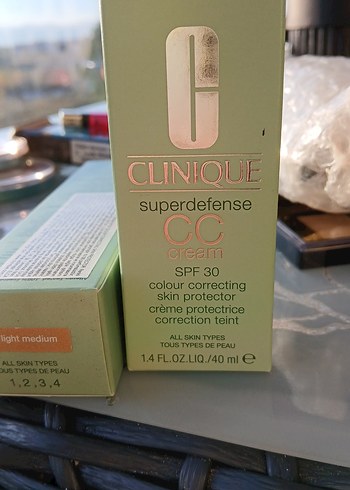 CLINIQUE
superdefense
CC
cream
SPF 30
colour correcting
skin protector
crème protectrice
correction teint
ALL SKIN TYPES
TOUS TYPES DE PEAU
1.4 FL.OZ.LIQ./40 ml ℮
light medium
ALL SKIN TYPES
TOUS TYPES DE PEAU
1,2,3,4